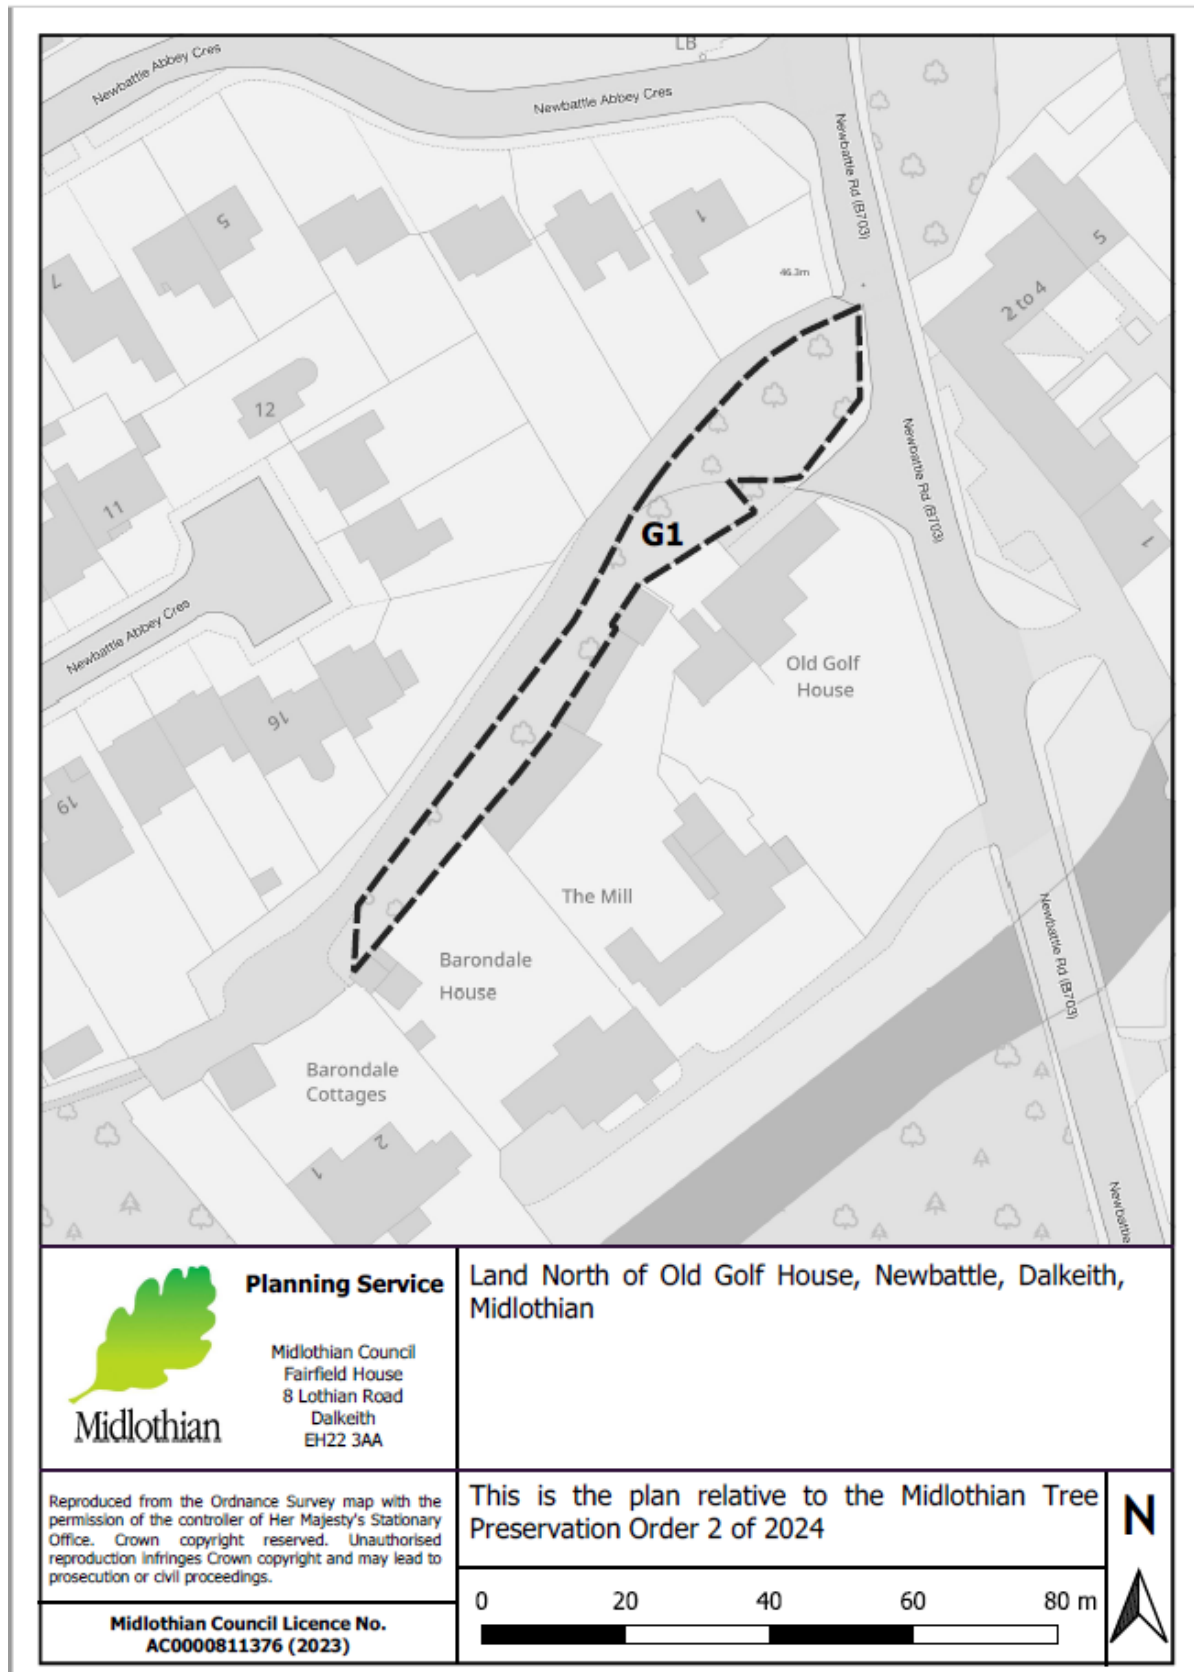 LB
Newbattle Abbey Cres
Newbattle Abbey Cres
Newbattle Rd (B703)
5
1
5
7
46.3m
2 to 4
12
11
Newbattle Rd (B703)
G1
1
Newbattle Abbey Cres
Old Golf
House
16
19
The Mill
Barondale
House
Newbattle Rd (B703)
Barondale
Cottages
2
1
Newbattle
Planning Service
Midlothian Council
Fairfield House
8 Lothian Road
Dalkeith
EH22 3AA
Midlothian
Land North of Old Golf House, Newbattle, Dalkeith,
Midlothian
Reproduced from the Ordnance Survey map with the
permission of the controller of Her Majesty's Stationary
Office. Crown copyright reserved. Unauthorised
reproduction infringes Crown copyright and may lead to
prosecution or civil proceedings.
Midlothian Council Licence No.
AC0000811376 (2023)
This is the plan relative to the Midlothian Tree
Preservation Order 2 of 2024
N
0 20 40 60 80 m